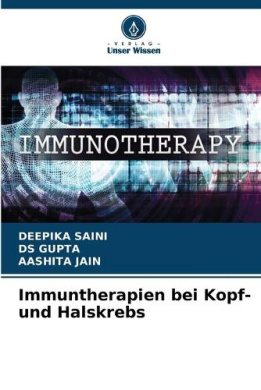 - VERLAG -
Unser Wissen
IMMUNOTHERAPY
DEEPIKA SAINI
DS GUPTA
AASHITA JAIN
Immuntherapien bei Kopf-
und Halskrebs